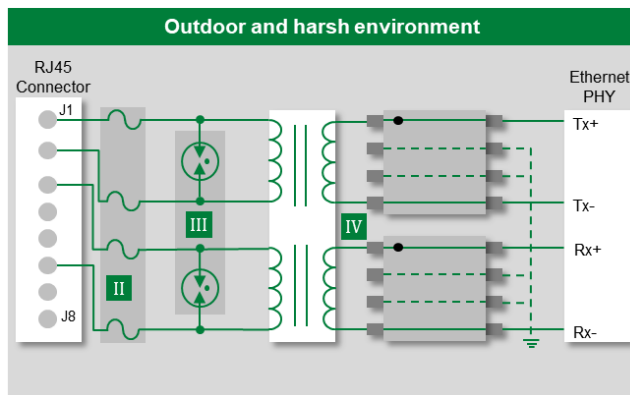 Outdoor and harsh environment
RJ45
Connector
Ethernet
PHY
J1
Tx+
Tx-
III
IV
Rx+
II
Rx-
J8